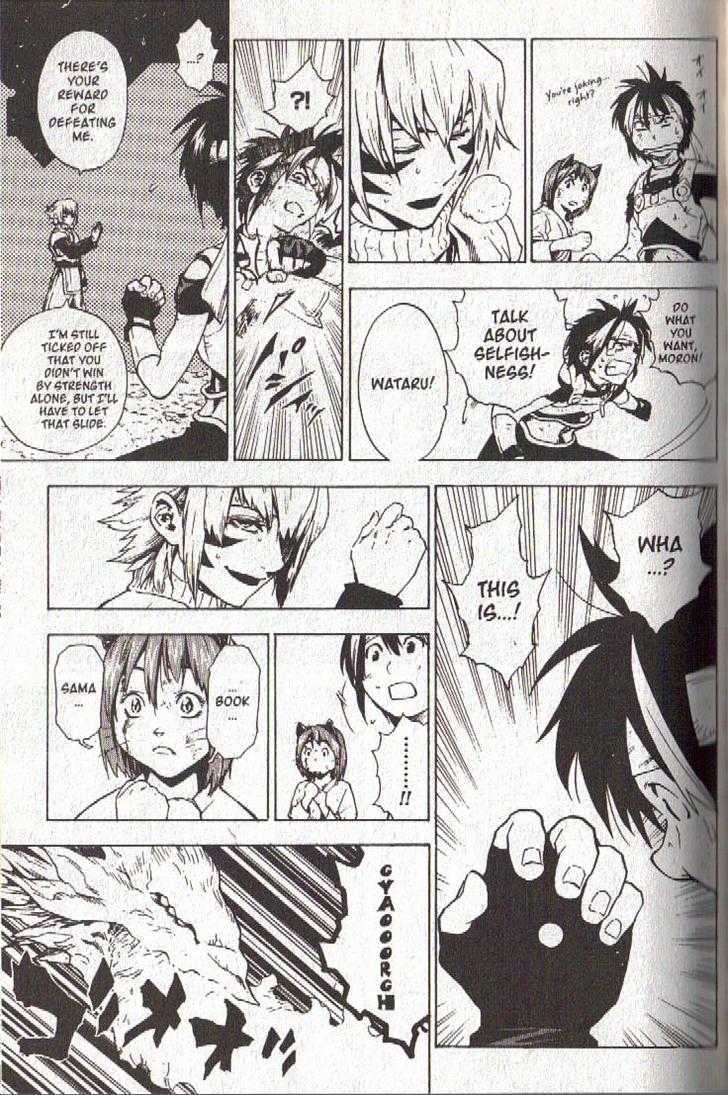 You're joking...
right?
DO
WHAT
YOU
WANT,
MORON!
TALK
ABOUT
SELFISH-
NESS!
WATARU!
?!
...?
THERE'S
YOUR
REWARD
FOR
DEFEATING
ME.
I'M STILL
TICKED OFF
THAT YOU
DIDN'T WIN
BY STRENGTH
ALONE, BUT I'LL
HAVE TO LET
THAT SLIDE.
WHA
...?
THIS
IS...!
.........!!
...
BOOK
...
SAMA
...
GYAOOORGH